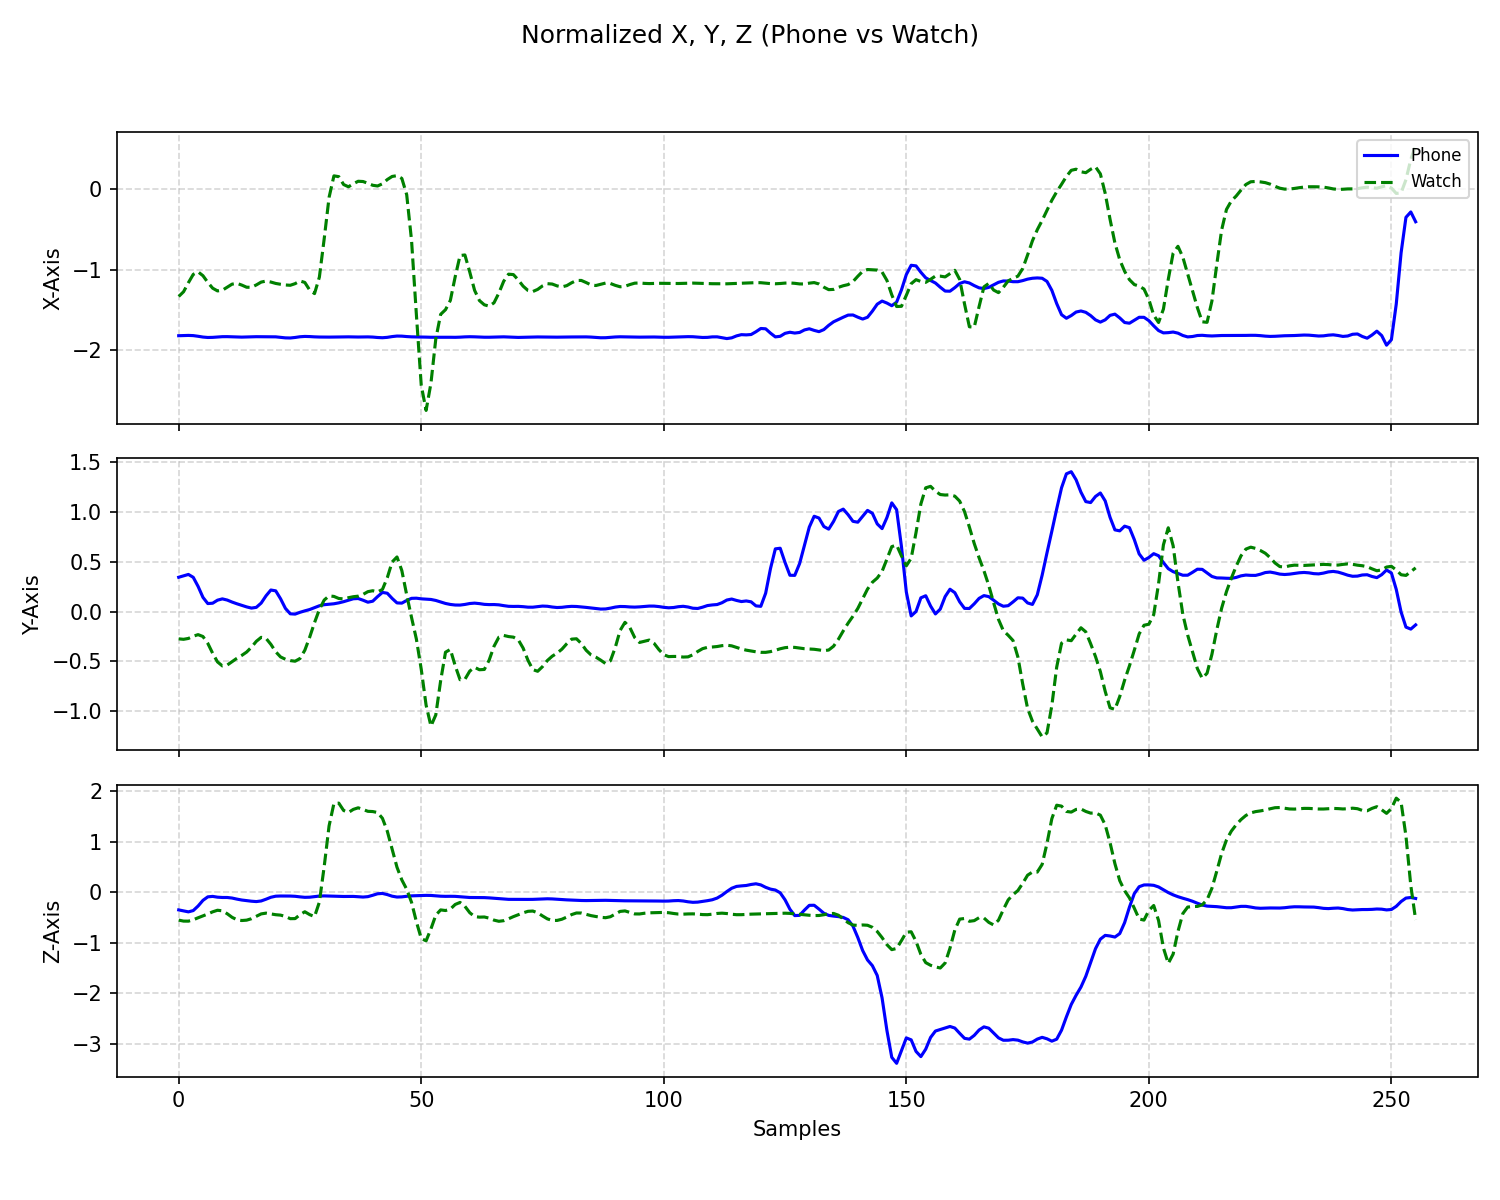 Normalized X, Y, Z (Phone vs Watch)
X-Axis
0
−1
−2
Phone
Watch
Y-Axis
1.5
1.0
0.5
0.0
−0.5
−1.0
Z-Axis
2
1
0
−1
−2
−3
0 50 100 150 200 250
Samples